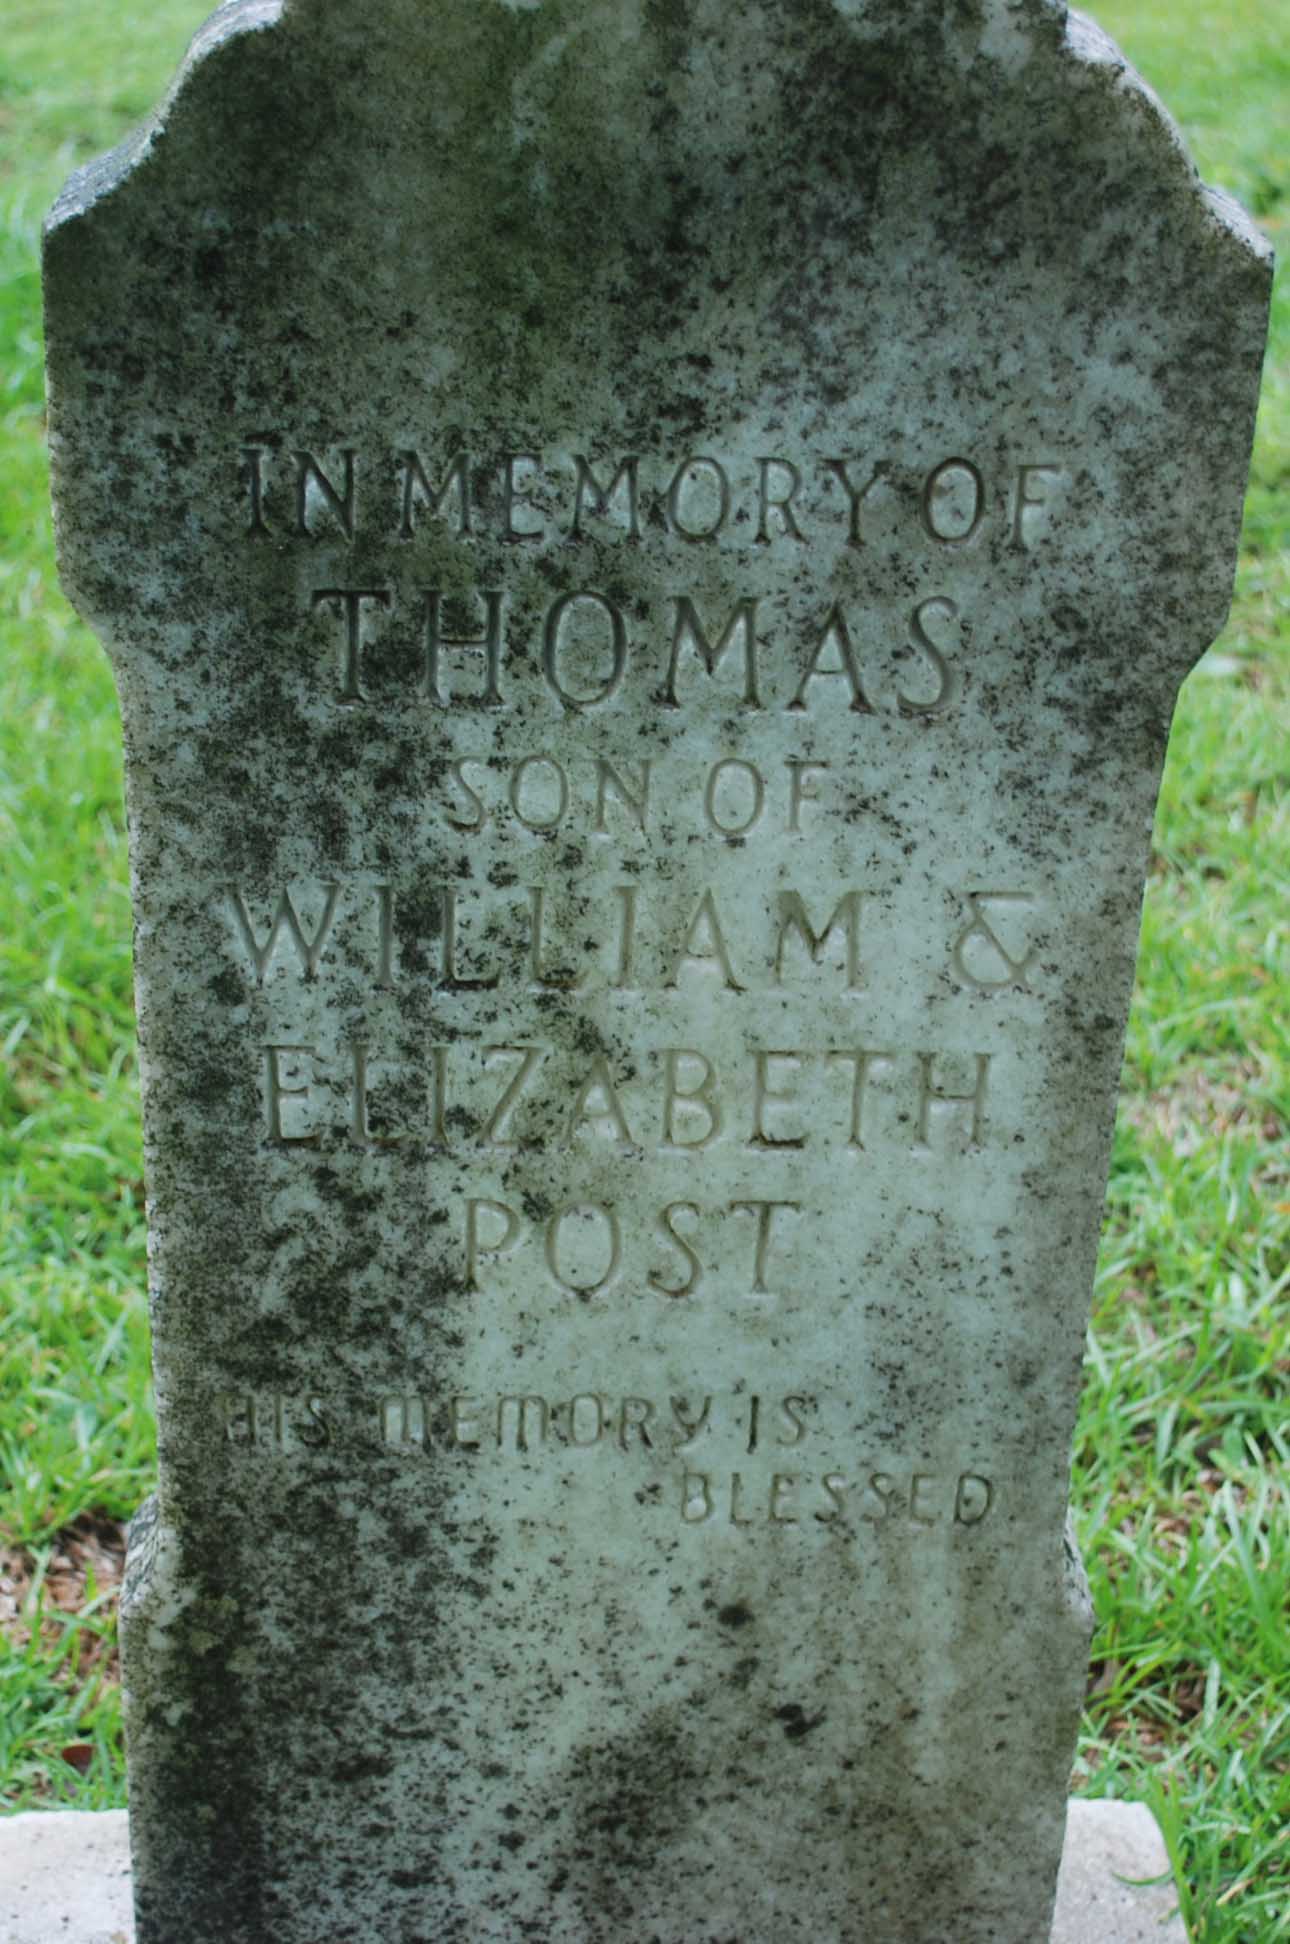 IN MEMORY OF
THOMAS
SON OF
WILLIAM &
ELIZABETH
POST
HIS MEMORY IS
BLESSED